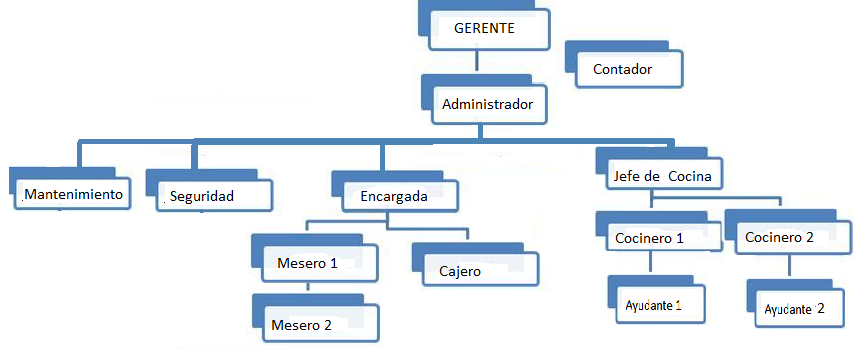 GERENTE
Contador
Administrador
Mantenimiento
Seguridad
Encargada
Jefe de Cocina
Mesero 1
Cajero
Cocinero 1
Cocinero 2
Mesero 2
Ayudante 1
Ayudante 2